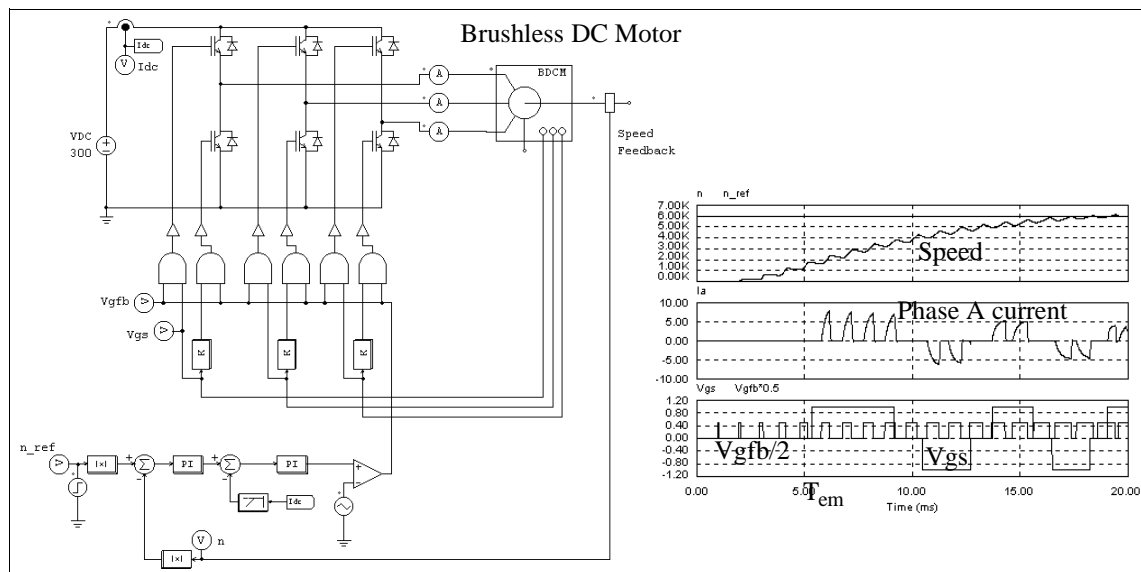 Brushless DC Motor
Idc
V
Idc
A
A
A
BDCM
VDC
300
Speed
Feedback
Vgfb
V
Vgs
V
K
K
K
n_ref
V
|x|
+
Σ
-
PI
+
Σ
-
PI
+
-
Idc
V
n
|x|
n n_ref
7.00K
6.00K
5.00K
4.00K
3.00K
2.00K
1.00K
0.00K
Speed
Ia
10.00
5.00
0.00
-5.00
-10.00
Phase A current
Vgs Vgfb*0.5
1.20
0.80
0.40
0.00
-0.40
-0.80
-1.20
Vgfb/2
Vgs
0.00
5.00
10.00
15.00
20.00
Tem
Time (ms)